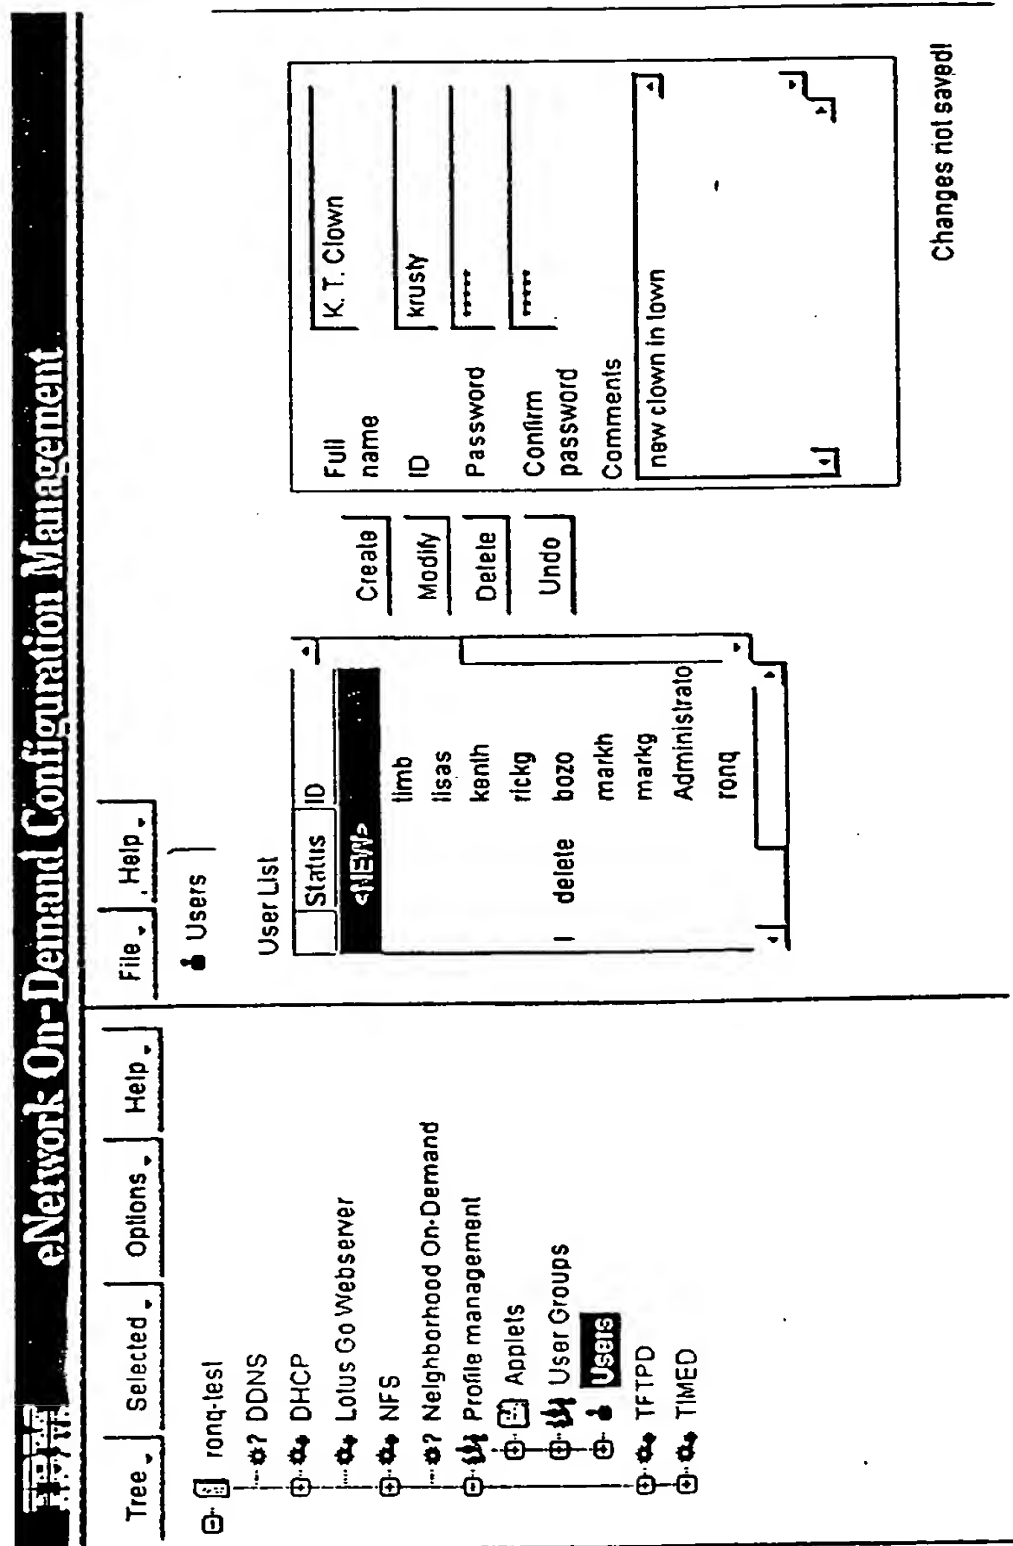 IBM eNetwork On-Demand Configuration Management
Tree Selected Options Help
ronq-test
? DDNS
DHCP
Lotus Go Webserver
NFS
? Neighborhood On-Demand
Profile management
Applets
User Groups
Users
TFTPD
TIMED
File Help
Users
User List
Status ID
<NEW>
timb
lisas
kenth
rickg
delete bozo
markh
markg
Administrato
ronq
Create
Modify
Delete
Undo
Full name K. T. Clown
ID krusty
Password *****
Confirm password *****
Comments
new clown in town
Changes not saved!